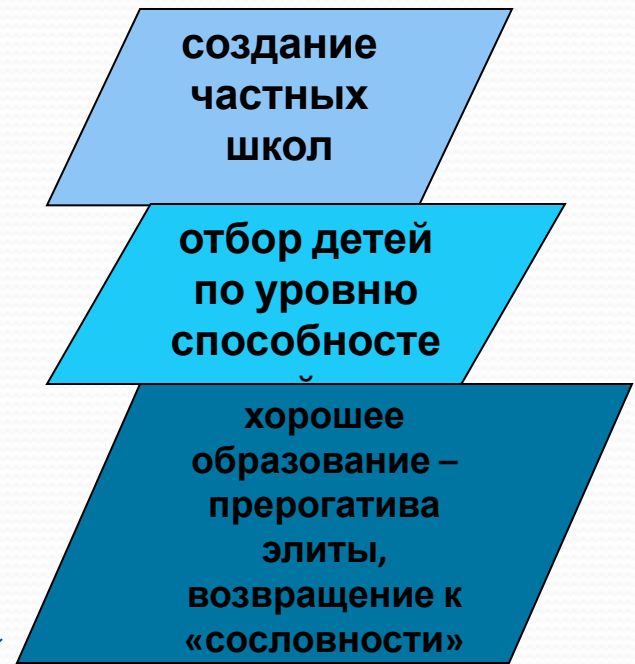 создание
частных
школ
отбор детей
по уровню
способносте
й
хорошее
образование –
прерогатива
элиты,
возвращение к
«сословности»